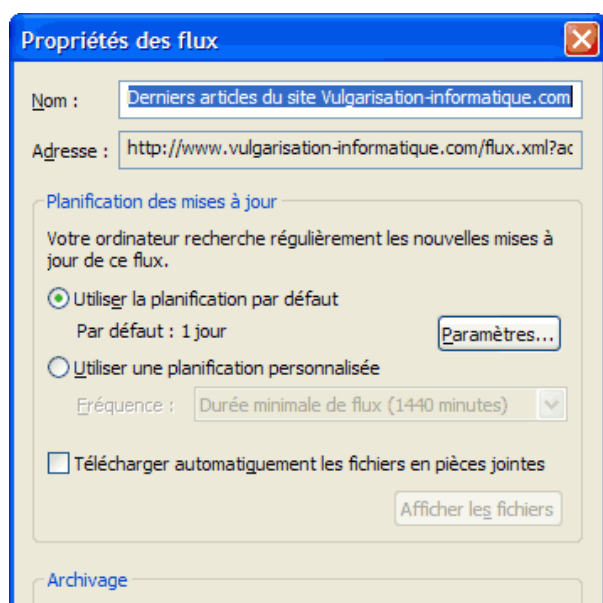 Propriétés des flux
Nom : Derniers articles du site Vulgarisation-informatique.com
Adresse : http://www.vulgarisation-informatique.com/flux.xml?ac
Planification des mises à jour
Votre ordinateur recherche régulièrement les nouvelles mises à
jour de ce flux.
Utiliser la planification par défaut
Par défaut : 1 jour Paramètres...
Utiliser une planification personnalisée
Fréquence : Durée minimale de flux (1440 minutes)
Télécharger automatiquement les fichiers en pièces jointes
Afficher les fichiers
Archivage